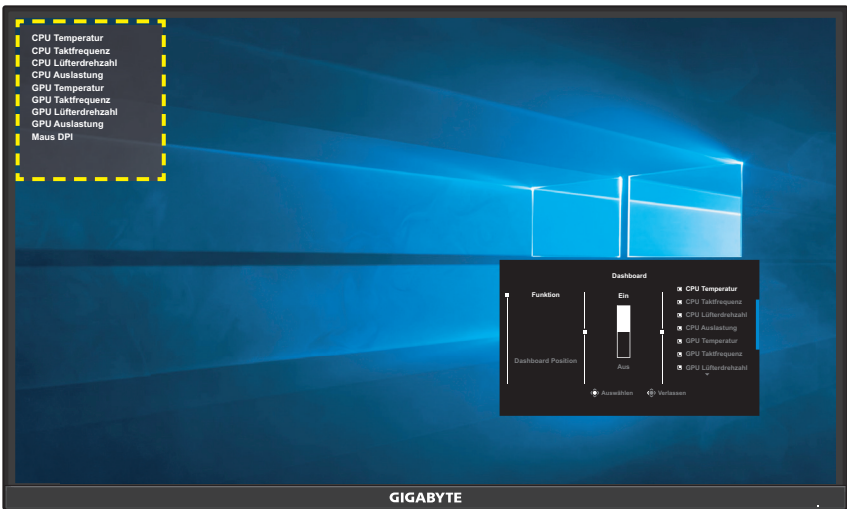 CPU Temperatur
CPU Taktfrequenz
CPU Lüfterdrehzahl
CPU Auslastung
GPU Temperatur
GPU Taktfrequenz
GPU Lüfterdrehzahl
GPU Auslastung
Maus DPI
Dashboard
Funktion
Dashboard Position
Ein
Aus
CPU Temperatur
CPU Taktfrequenz
CPU Lüfterdrehzahl
CPU Auslastung
GPU Temperatur
GPU Taktfrequenz
GPU Lüfterdrehzahl
Auswählen Verlassen
GIGABYTE